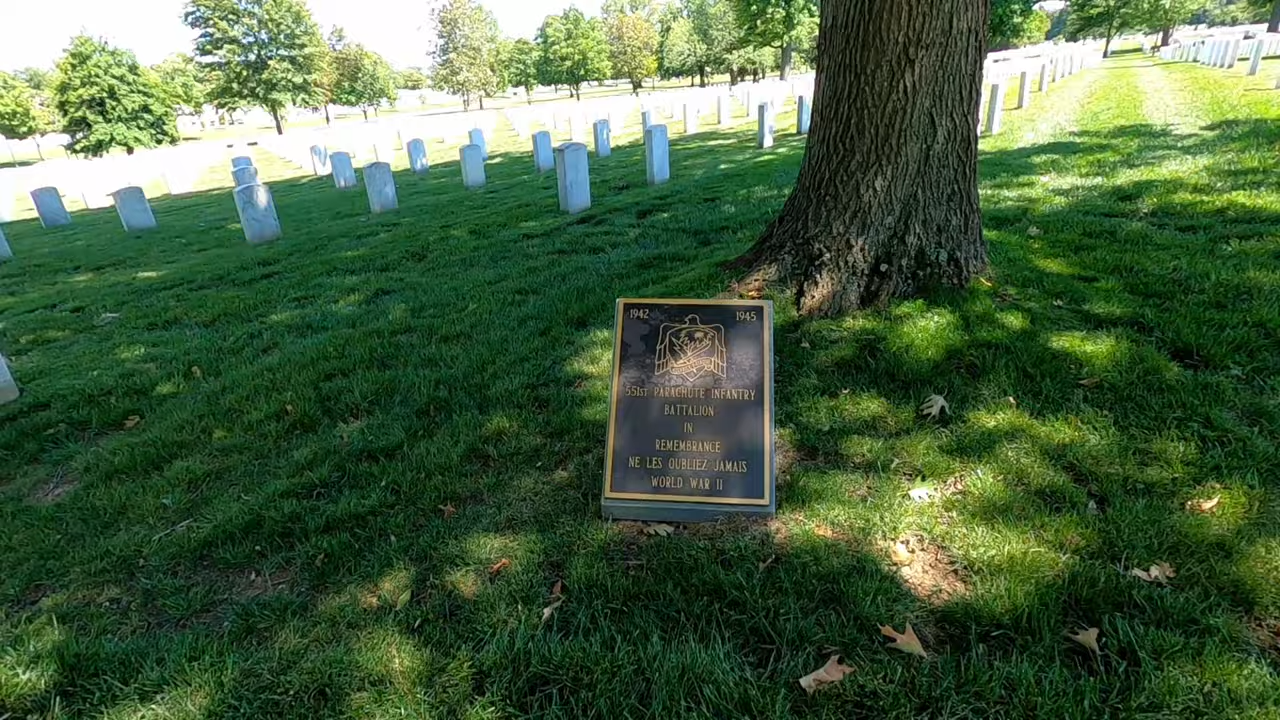 1942 1945
551ST PARACHUTE INFANTRY
BATTALION
IN
REMEMBRANCE
NE LES OUBLIEZ JAMAIS
WORLD WAR II